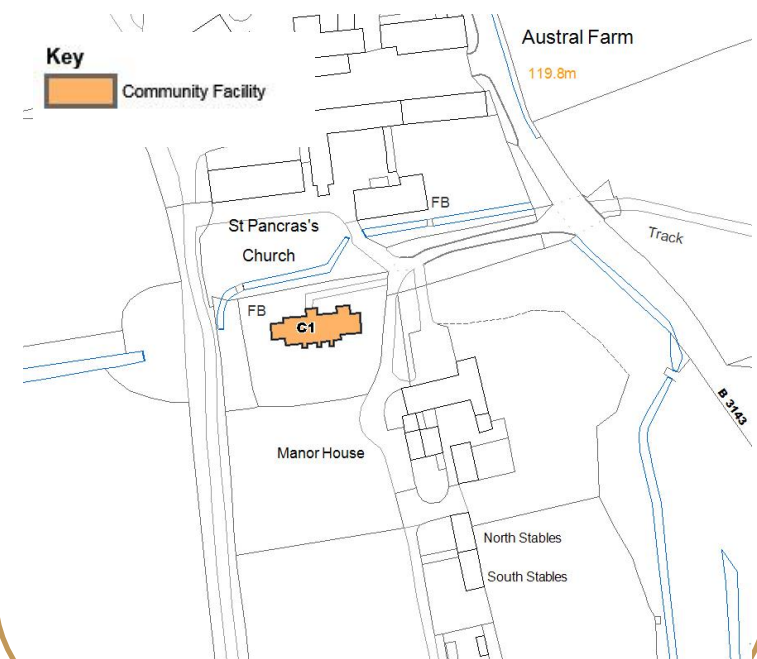 Austral Farm
Key
119.8m
Community Facility
FB
St Pancras's
Church
Track
FB
C1
B 3143
Manor House
North Stables
South Stables